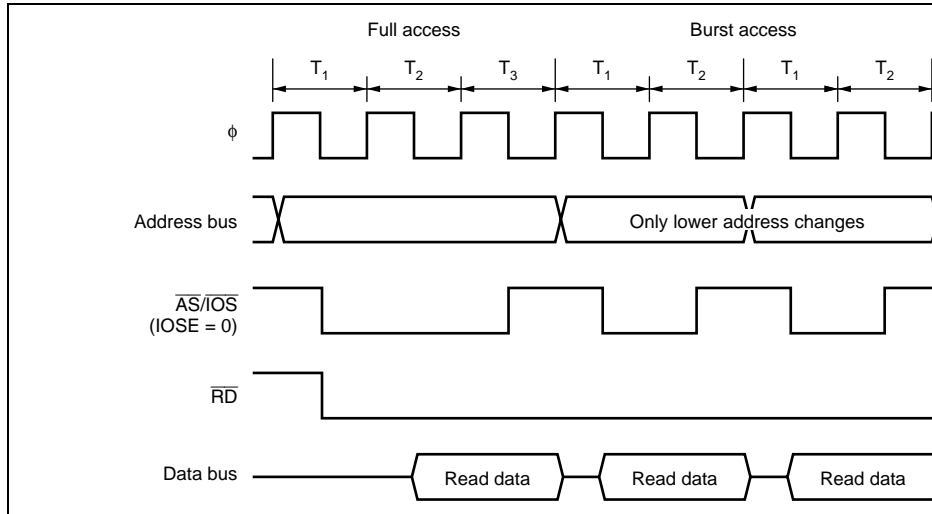 Full access Burst access
T1 T2 T3 T1 T2 T1 T2
ϕ
Address bus Only lower address changes
AS/IOS
(IOSE = 0)
RD
Data bus Read data Read data Read data